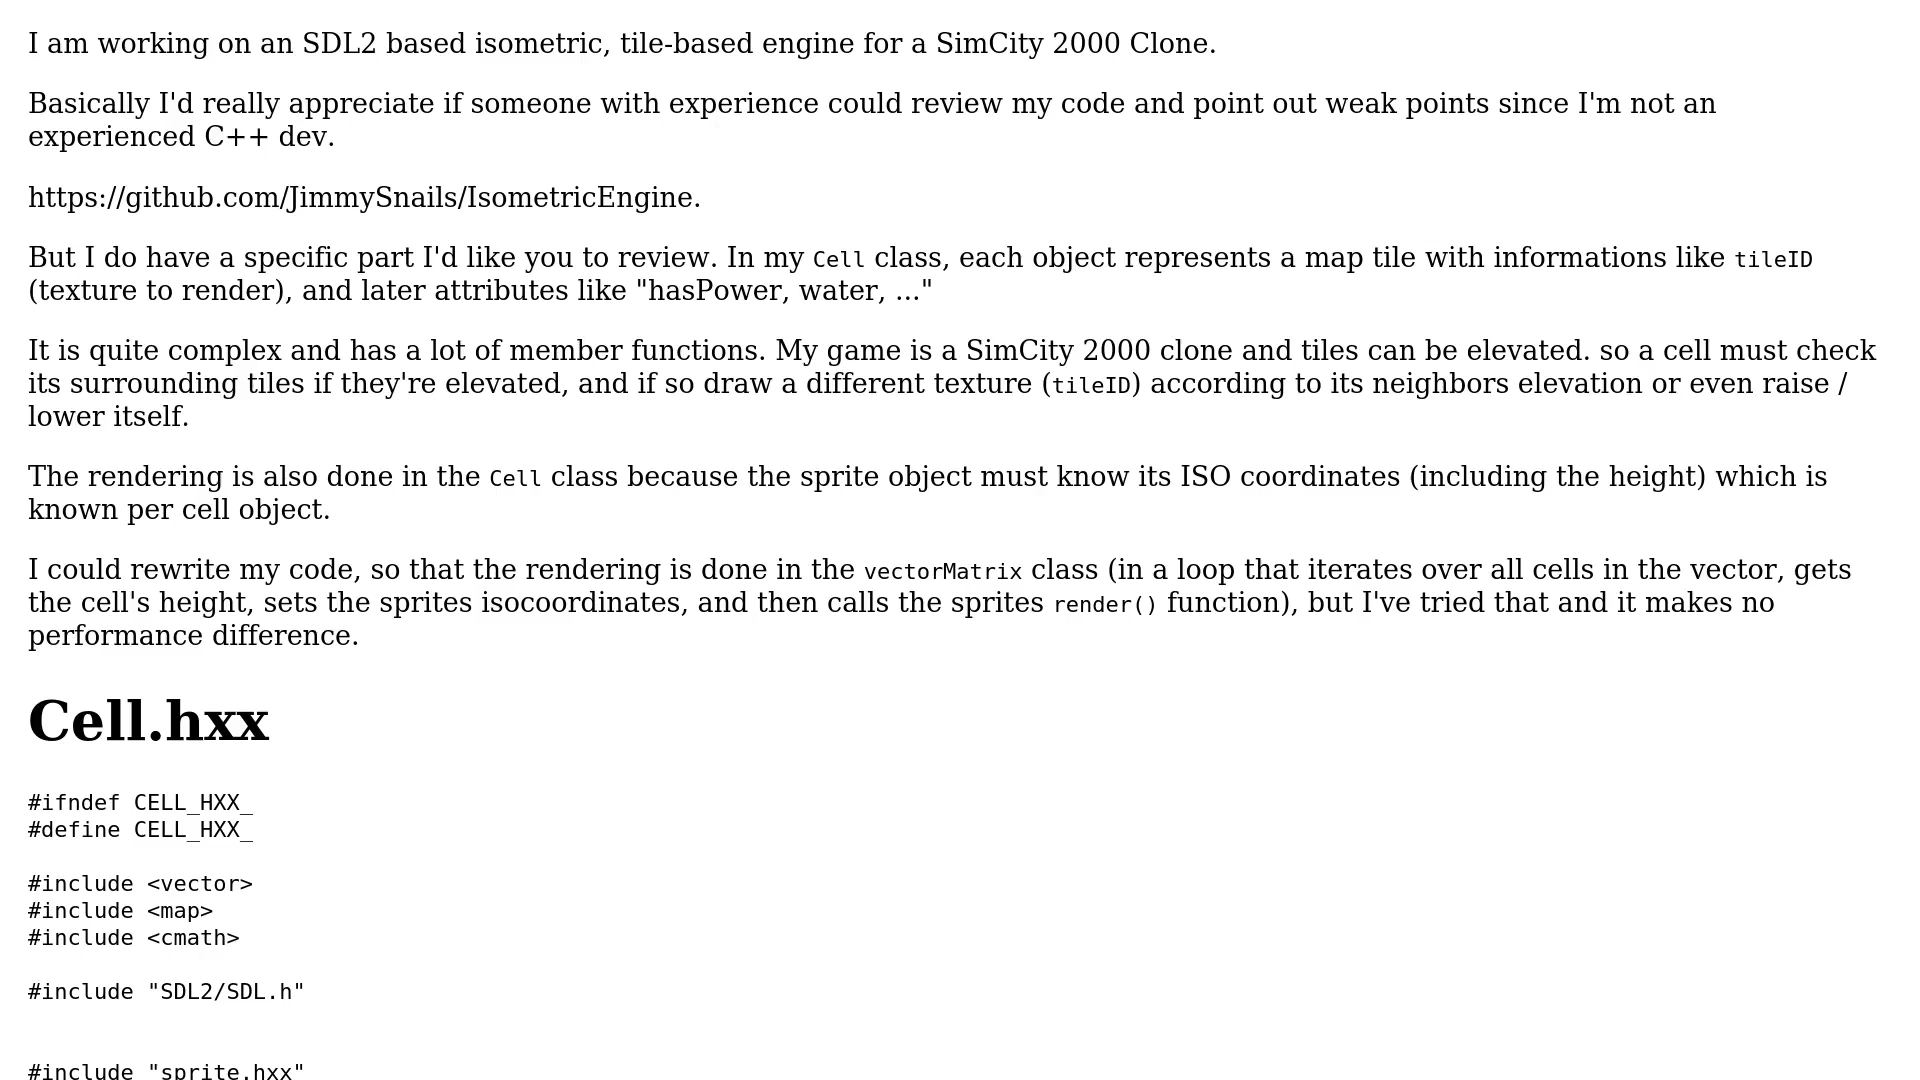 I am working on an SDL2 based isometric, tile-based engine for a SimCity 2000 Clone.
Basically I'd really appreciate if someone with experience could review my code and point out weak points since I'm not an
experienced C++ dev.
https://github.com/JimmySnails/IsometricEngine.
But I do have a specific part I'd like you to review. In my Cell class, each object represents a map tile with informations like tileID
(texture to render), and later attributes like "hasPower, water, ..."
It is quite complex and has a lot of member functions. My game is a SimCity 2000 clone and tiles can be elevated. so a cell must check
its surrounding tiles if they're elevated, and if so draw a different texture (tileID) according to its neighbors elevation or even raise /
lower itself.
The rendering is also done in the Cell class because the sprite object must know its ISO coordinates (including the height) which is
known per cell object.
I could rewrite my code, so that the rendering is done in the vectorMatrix class (in a loop that iterates over all cells in the vector, gets
the cell's height, sets the sprites isocoordinates, and then calls the sprites render() function), but I've tried that and it makes no
performance difference.
Cell.hxx
#ifndef CELL_HXX_
#define CELL_HXX_
#include <vector>
#include <map>
#include <cmath>
#include "SDL2/SDL.h"
#include "sprite.hxx"